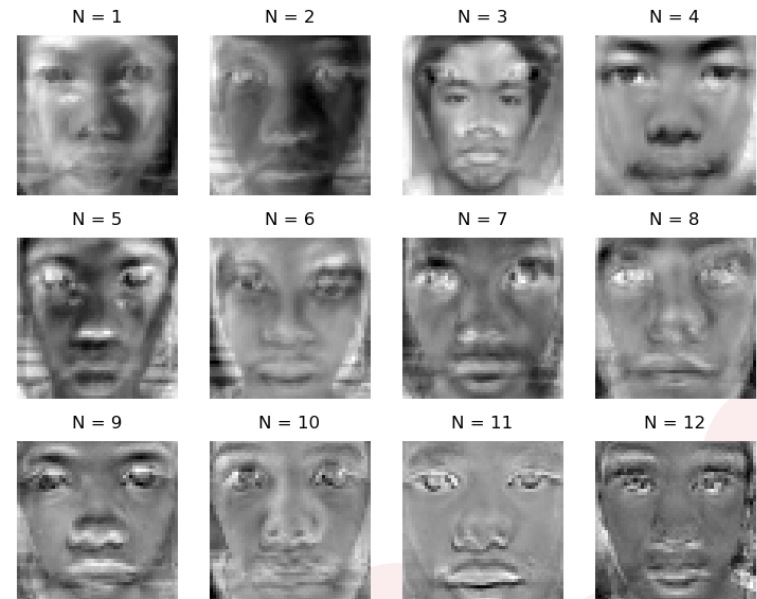 N = 1 N = 2 N = 3 N = 4
N = 5 N = 6 N = 7 N = 8
N = 9 N = 10 N = 11 N = 12